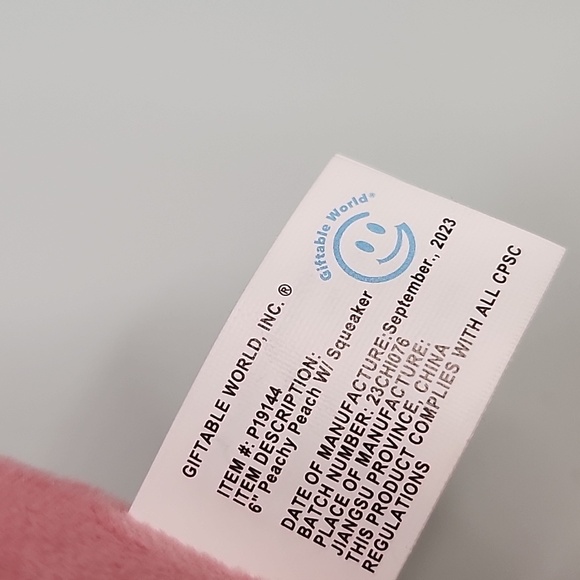 Giftable World®
GIFTABLE WORLD, INC. ®
ITEM #: P19144
ITEM DESCRIPTION:
6" Peachy Peach W/ Squeaker
DATE OF MANUFACTURE:September., 2023
BATCH NUMBER: 23CHI076
PLACE OF MANUFACTURE:
JIANGSU PROVINCE, CHINA
THIS PRODUCT COMPLIES WITH ALL CPSC
REGULATIONS